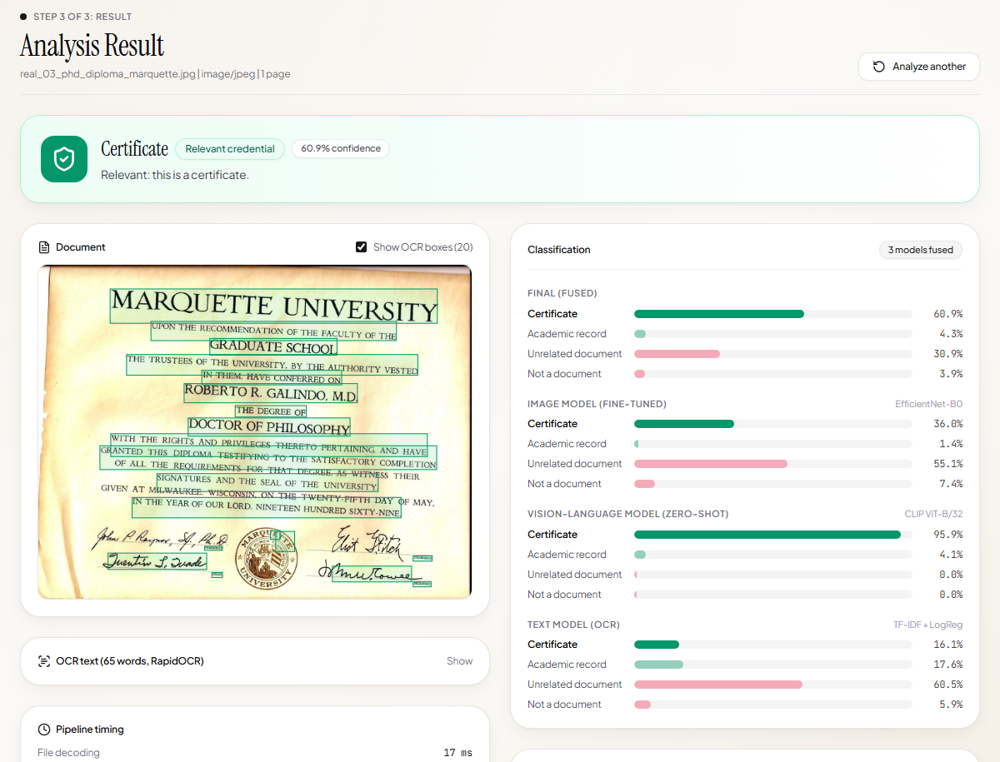 STEP 3 OF 3: RESULT
Analysis Result
real_03_phd_diploma_marquette.jpg | image/jpeg | 1 page
Analyze another
Certificate
Relevant credential
60.9% confidence
Relevant: this is a certificate.
Document
Show OCR boxes (20)
MARQUETTE UNIVERSITY
UPON THE RECOMMENDATION OF THE FACULTY OF THE
GRADUATE SCHOOL
THE TRUSTEES OF THE UNIVERSITY, BY THE AUTHORITY VESTED
IN THEM, HAVE CONFERRED ON
ROBERTO R. GALINDO, M.D.
THE DEGREE OF
DOCTOR OF PHILOSOPHY
WITH THE RIGHTS AND PRIVILEGES THERETO PERTAINING AND HAVE
GRANTED THIS DIPLOMA TESTIFYING TO THE SATISFACTORY COMPLETION
OF ALL THE REQUIREMENTS FOR THAT DEGREE. AS WITNESS THEIR
SIGNATURES AND THE SEAL OF THE UNIVERSITY,
GIVEN AT MILWAUKEE, WISCONSIN, ON THE TWENTY-FIFTH DAY OF MAY,
IN THE YEAR OF OUR LORD, NINETEEN HUNDRED SIXTY-NINE.
John P. Raynor, S.J., Ph.D.
Quentin L. Quade
MARQUETTE
UNIVERSITY
OCR text (65 words, RapidOCR)
Show
Pipeline timing
File decoding
17 ms
Classification
3 models fused
FINAL (FUSED)
Certificate 60.9%
Academic record 4.3%
Unrelated document 30.9%
Not a document 3.9%
IMAGE MODEL (FINE-TUNED) EfficientNet-B0
Certificate 36.0%
Academic record 1.4%
Unrelated document 55.1%
Not a document 7.4%
VISION-LANGUAGE MODEL (ZERO-SHOT) CLIP ViT-B/32
Certificate 95.9%
Academic record 4.1%
Unrelated document 0.0%
Not a document 0.0%
TEXT MODEL (OCR) TF-IDF + LogReg
Certificate 16.1%
Academic record 17.6%
Unrelated document 60.5%
Not a document 5.9%